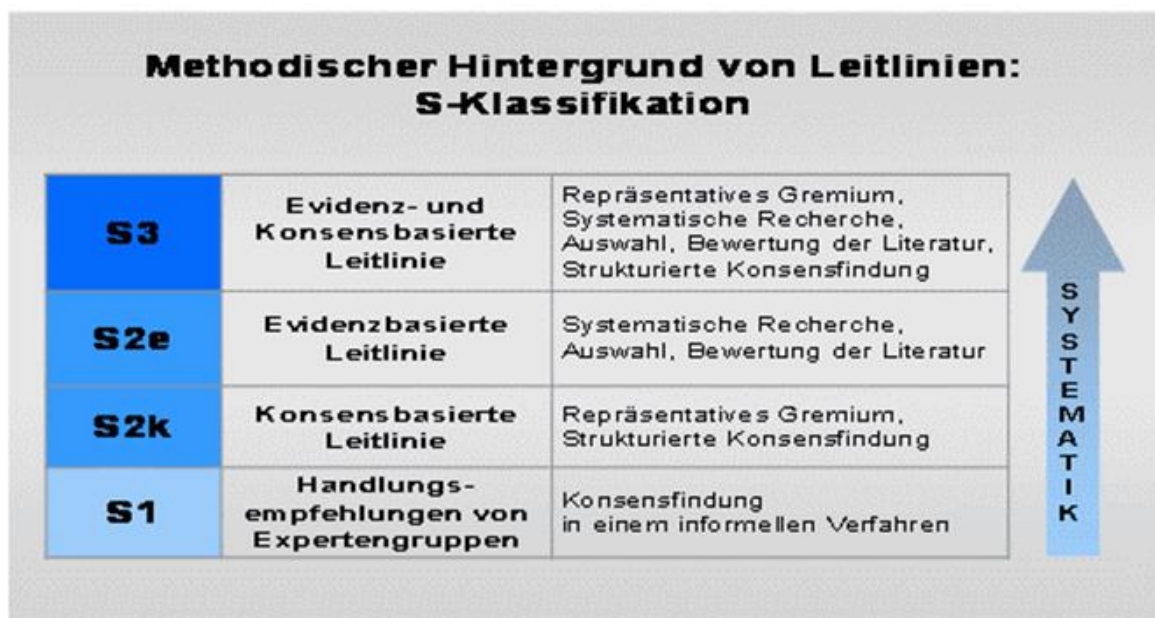 Methodischer Hintergrund von Leitlinien:
S-Klassifikation
S3
Evidenz- und
Konsensbasierte
Leitlinie
Repräsentatives Gremium,
Systematische Recherche,
Auswahl, Bewertung der Literatur,
Strukturierte Konsensfindung
S2e
Evidenzbasierte
Leitlinie
Systematische Recherche,
Auswahl, Bewertung der Literatur
S2k
Konsensbasierte
Leitlinie
Repräsentatives Gremium,
Strukturierte Konsensfindung
S1
Handlungs-
empfehlungen von
Expertengruppen
Konsensfindung
in einem informellen Verfahren
SYSTEMATIK